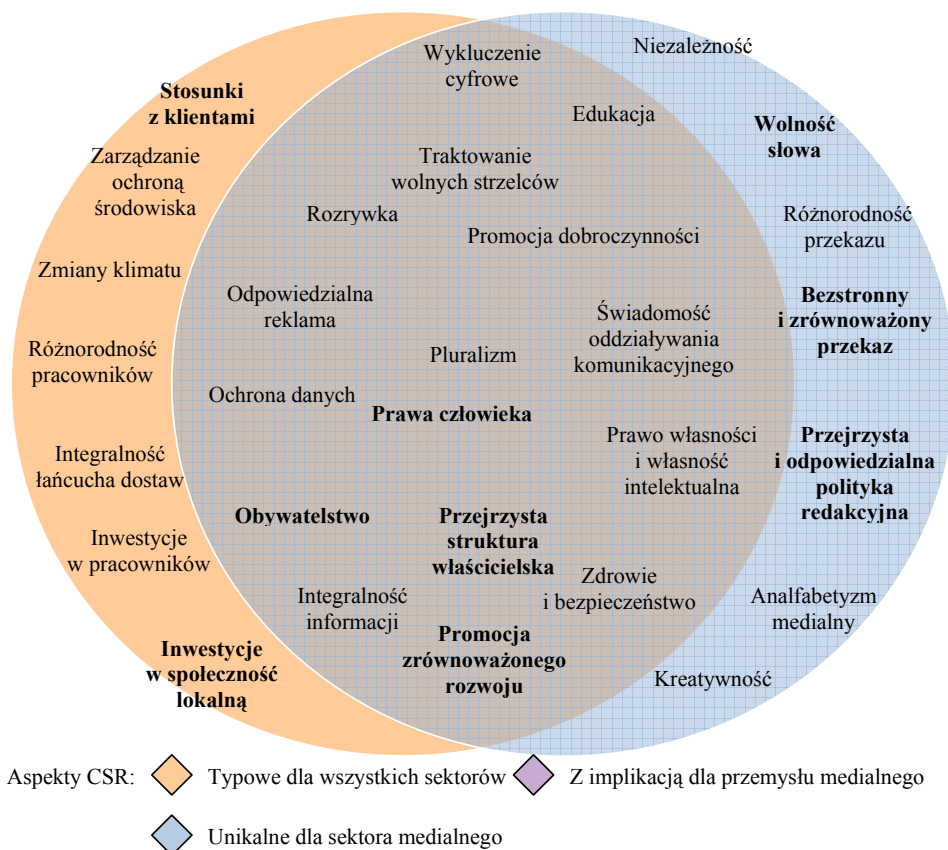 Wykluczenie
cyfrowe
Niezależność
Stosunki
z klientami
Edukacja
Wolność
słowa
Zarządzanie
ochroną
środowiska
Traktowanie
wolnych strzelców
Rozrywka
Różnorodność
przekazu
Promocja dobroczynności
Zmiany klimatu
Odpowiedzialna
reklama
Bezstronny
i zrównoważony
przekaz
Świadomość
oddziaływania
komunikacyjnego
Różnorodność
pracowników
Pluralizm
Ochrona danych
Prawa człowieka
Prawo własności
i własność
intelektualna
Przejrzysta
i odpowiedzialna
polityka
redakcyjna
Integralność
łańcucha dostaw
Obywatelstwo
Przejrzysta
struktura
właścicielska
Inwestycje
w pracowników
Zdrowie
i bezpieczeństwo
Integralność
informacji
Analfabetyzm
medialny
Promocja
zrównoważonego
rozwoju
Inwestycje
w społeczność
lokalną
Kreatywność
Aspekty CSR: Typowe dla wszystkich sektorów Z implikacją dla przemysłu medialnego
Unikalne dla sektora medialnego